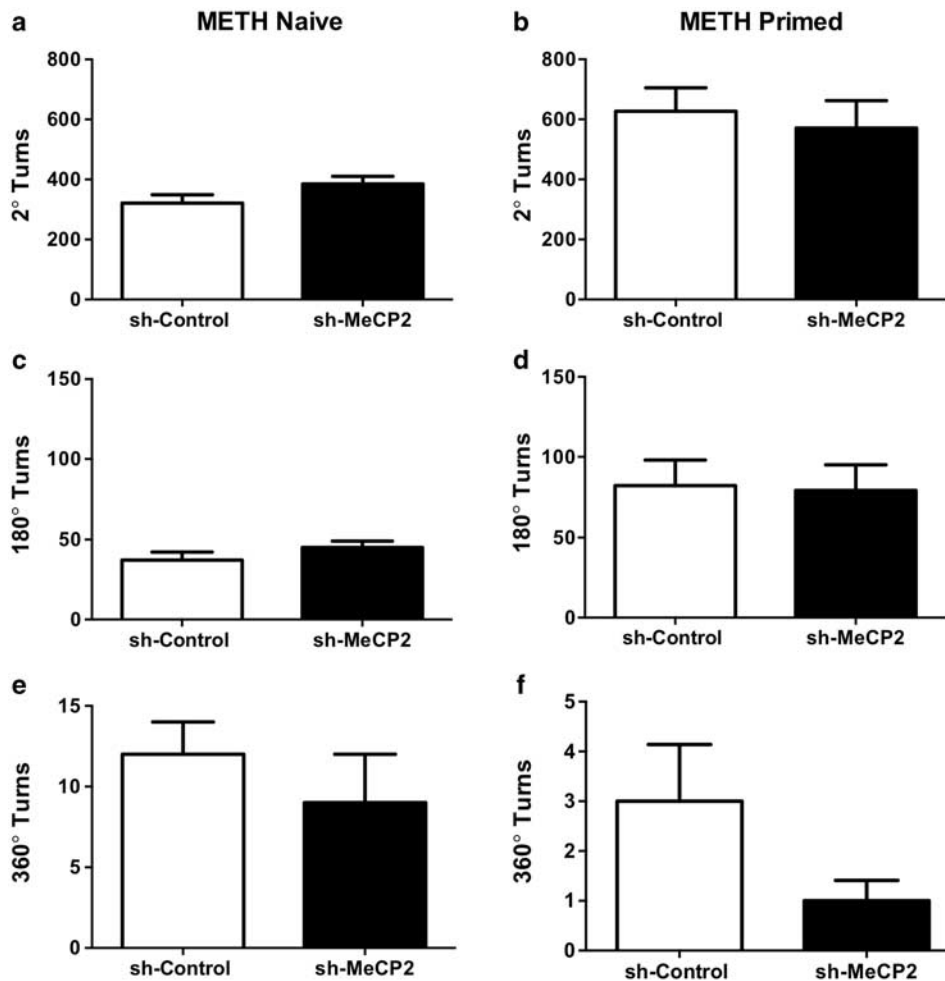 a METH Naive
2° Turns
800
600
400
200
0
sh-Control sh-MeCP2
b METH Primed
2° Turns
800
600
400
200
0
sh-Control sh-MeCP2
c
180° Turns
150
100
50
0
sh-Control sh-MeCP2
d
180° Turns
150
100
50
0
sh-Control sh-MeCP2
e
360° Turns
15
10
5
0
sh-Control sh-MeCP2
f
360° Turns
5
4
3
2
1
0
sh-Control sh-MeCP2